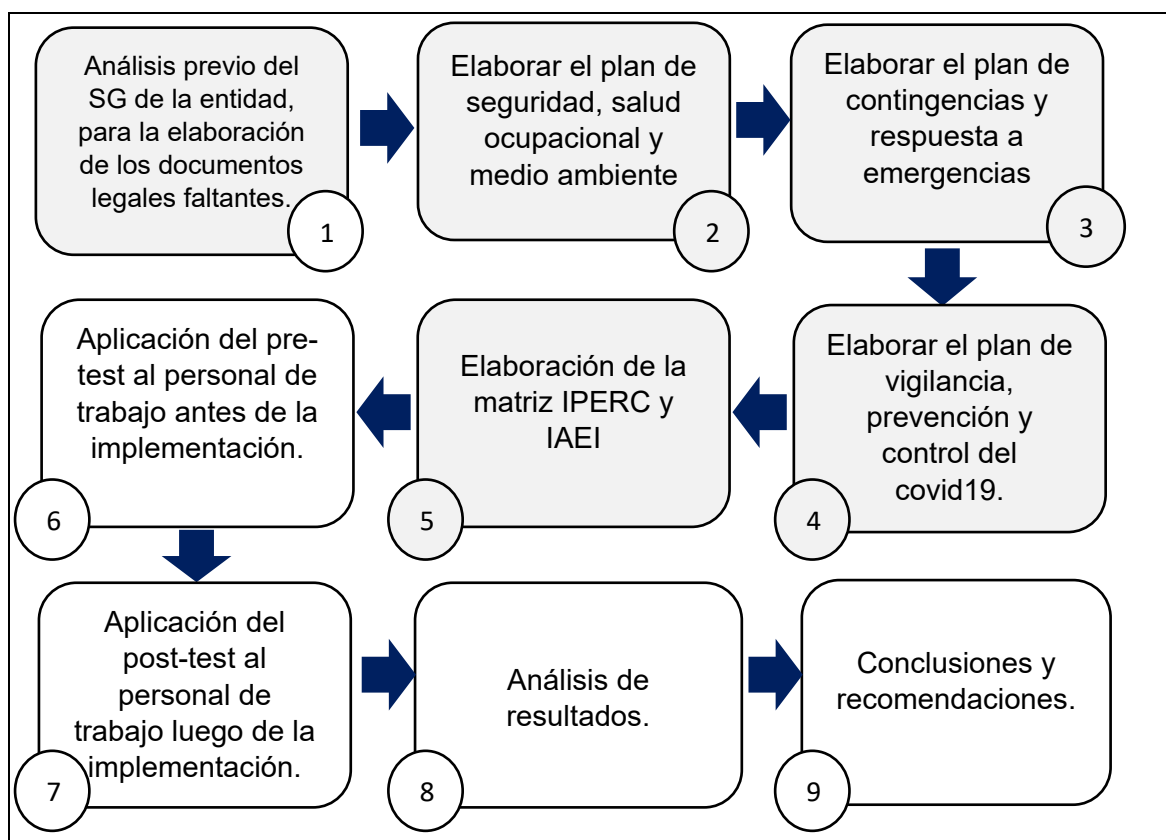 Análisis previo del
SG de la entidad,
para la elaboración
de los documentos
legales faltantes.
1
Elaborar el plan de
seguridad, salud
ocupacional y
medio ambiente
2
Elaborar el plan de
contingencias y
respuesta a
emergencias
3
Elaborar el plan de
vigilancia,
prevención y
control del
covid19.
4
Elaboración de la
matriz IPERC y
IAEI
5
Aplicación del pre-
test al personal de
trabajo antes de la
implementación.
6
Aplicación del
post-test al
personal de
trabajo luego de la
implementación.
7
Análisis de
resultados.
8
Conclusiones y
recomendaciones.
9